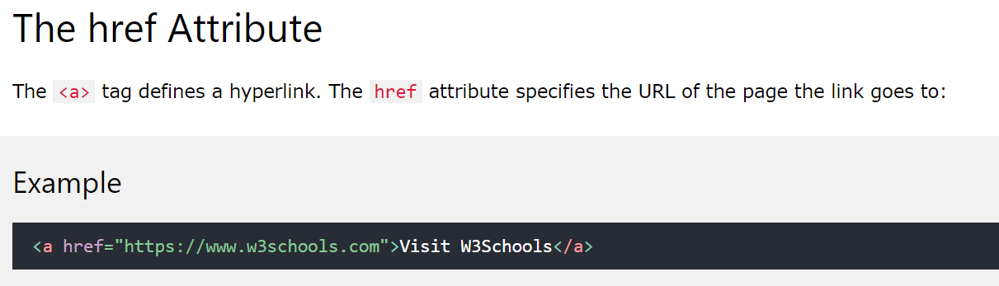 The href Attribute
The <a> tag defines a hyperlink. The href attribute specifies the URL of the page the link goes to:
Example
<a href="https://www.w3schools.com">Visit W3Schools</a>